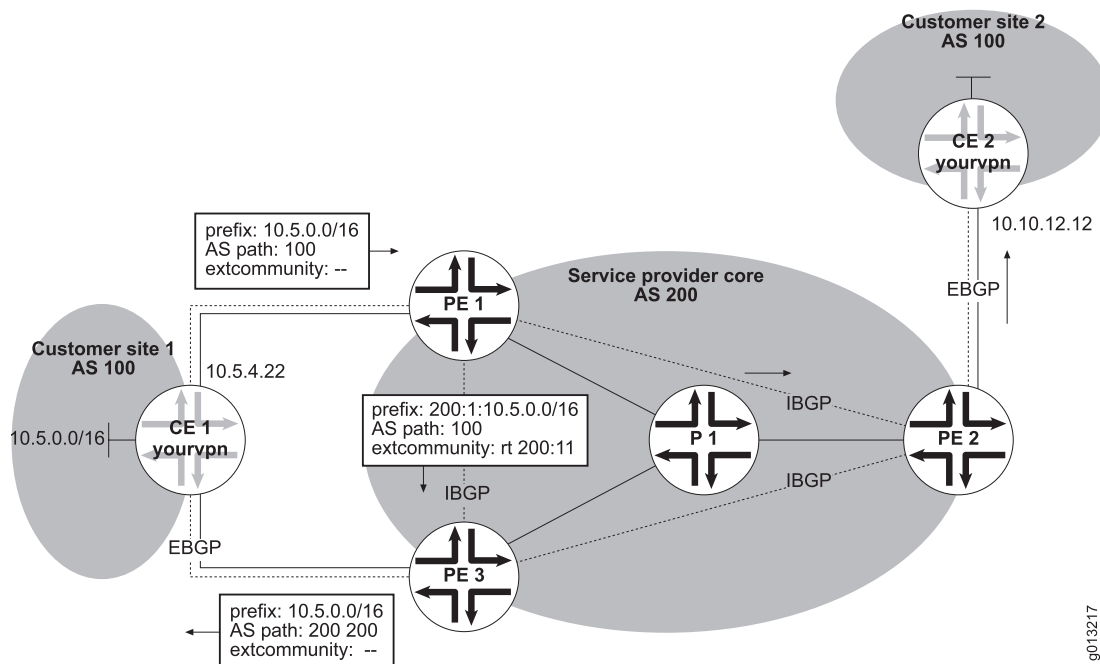 Customer site 2
AS 100
CE 2
yourvpn
10.10.12.12
EBGP
prefix: 10.5.0.0/16
AS path: 100
extcommunity: --
PE 1
Service provider core
AS 200
Customer site 1
AS 100
10.5.4.22
10.5.0.0/16
CE 1
yourvpn
prefix: 200:1:10.5.0.0/16
AS path: 100
extcommunity: rt 200:11
IBGP
P 1
PE 2
IBGP
IBGP
EBGP
PE 3
prefix: 10.5.0.0/16
AS path: 200 200
extcommunity: --
g013217